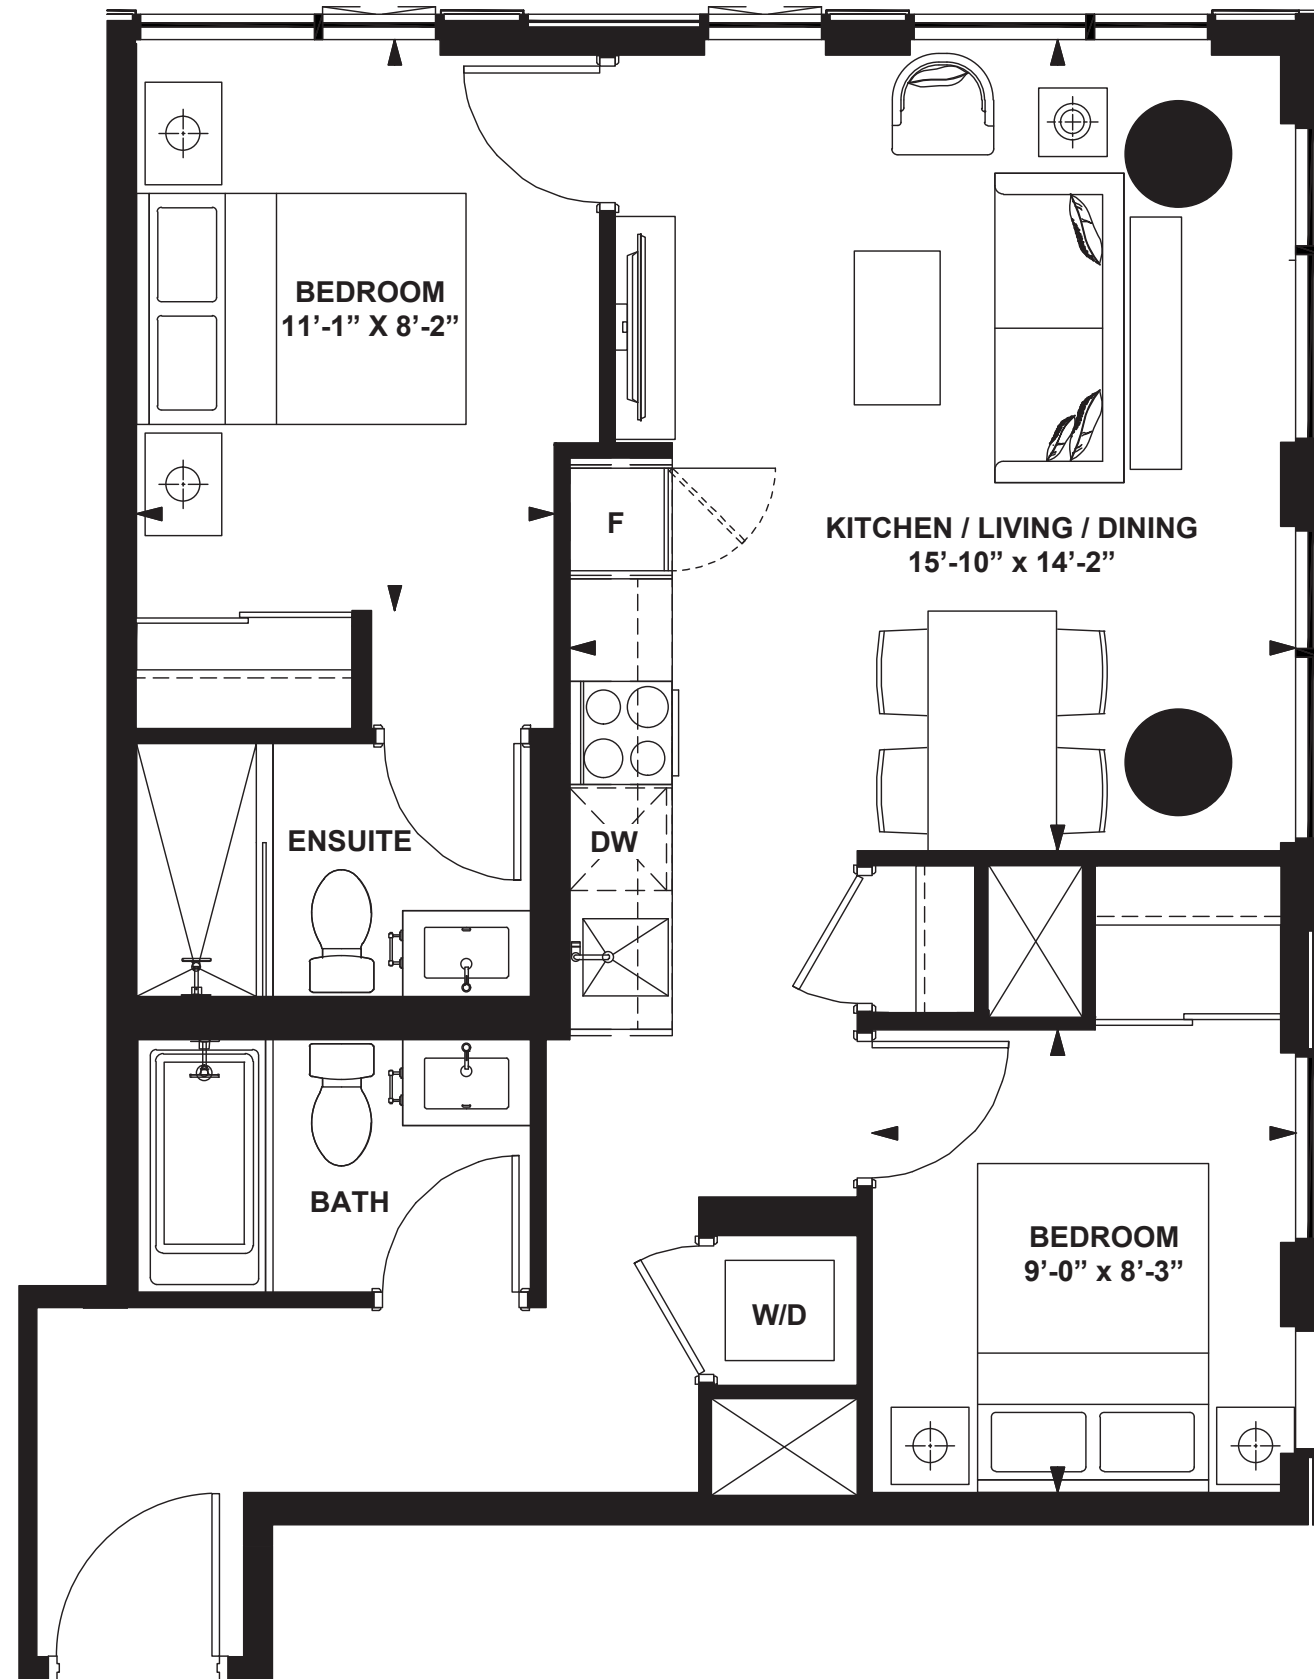 BEDROOM
11’-1” X 8’-2”
F
KITCHEN / LIVING / DINING
15’-10” x 14’-2”
ENSUITE
DW
BATH
BEDROOM
9’-0” x 8’-3”
W/D